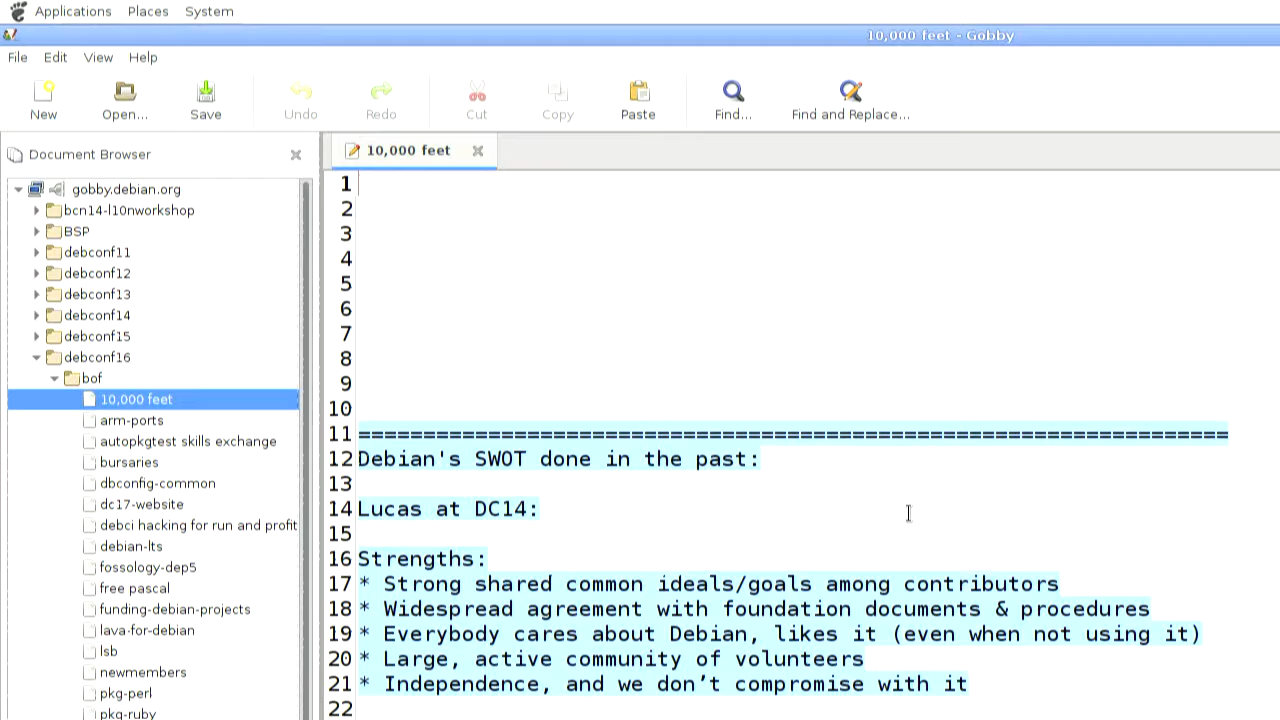 Applications Places System
10,000 feet - Gobby
File Edit View Help
New Open... Save Undo Redo Cut Copy Paste Find... Find and Replace...
Document Browser
10,000 feet
gobby.debian.org
bcn14-l10nworkshop
BSP
debconf11
debconf12
debconf13
debconf14
debconf15
debconf16
bof
10,000 feet
arm-ports
autopkgtest skills exchange
bursaries
dbconfig-common
dc17-website
debci hacking for run and profit
debian-lts
fossology-dep5
free pascal
funding-debian-projects
lava-for-debian
lsb
newmembers
pkg-perl
pkg-ruby
1
2
3
4
5
6
7
8
9
10
11 ===================================================================
12 Debian's SWOT done in the past:
13
14 Lucas at DC14:
15
16 Strengths:
17 * Strong shared common ideals/goals among contributors
18 * Widespread agreement with foundation documents & procedures
19 * Everybody cares about Debian, likes it (even when not using it)
20 * Large, active community of volunteers
21 * Independence, and we don’t compromise with it
22